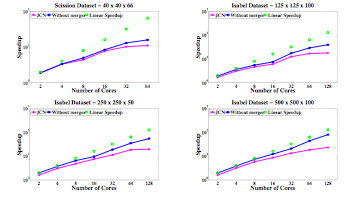 Scission Dataset – 40 x 40 x 66
JCN Without merge Linear Speedup
Speedup
2 4 8 16 32 64
Number of Cores
Isabel Dataset – 125 x 125 x 100
JCN Without merge Linear Speedup
Speedup
2 4 8 16 32 64 128
Number of Cores
Isabel Dataset – 250 x 250 x 50
JCN Without merge Linear Speedup
Speedup
2 4 8 16 32 64 128
Number of Cores
Isabel Dataset – 500 x 500 x 100
JCN Without merge Linear Speedup
Speedup
2 4 8 16 32 64 128
Number of Cores